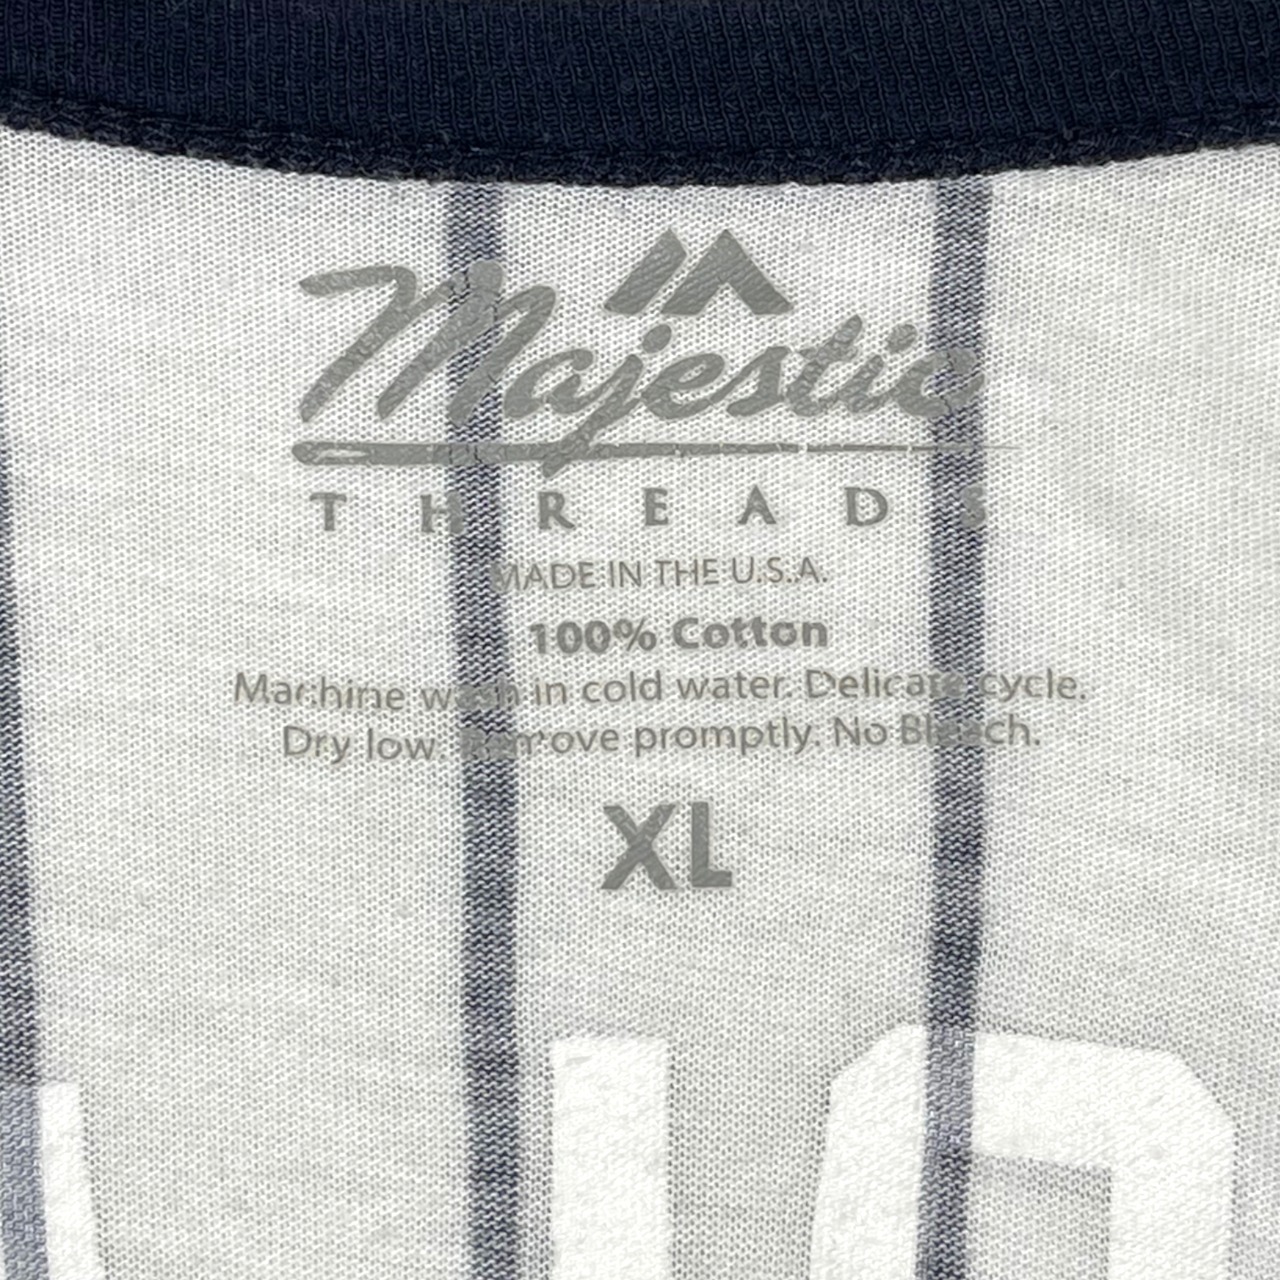 Majestic
THREADS
MADE IN THE U.S.A.
100% Cotton
Machine wash in cold water. Delicate cycle.
Dry low. Remove promptly. No Bleach.
XL